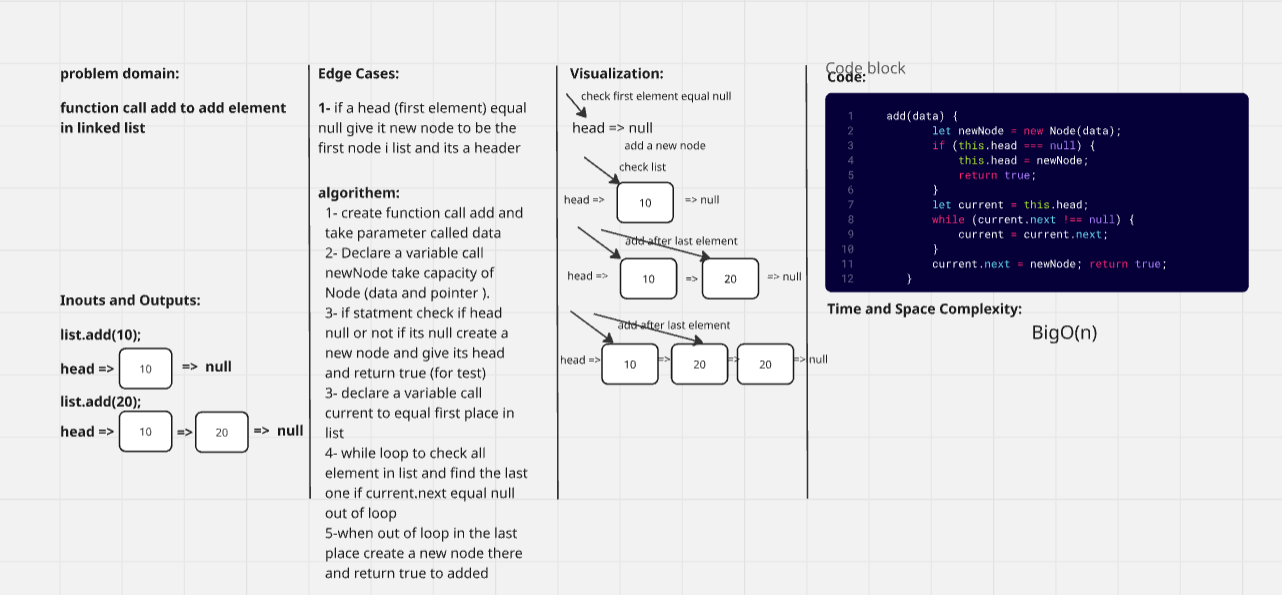 problem domain:
function call add to add element
in linked list
Inouts and Outputs:
list.add(10);
head => 10 => null
list.add(20);
head => 10 => 20 => null
Edge Cases:
1- if a head (first element) equal
null give it new node to be the
first node i list and its a header
algorithem:
1- create function call add and
take parameter called data
2- Declare a variable call
newNode take capacity of
Node (data and pointer ).
3- if statment check if head
null or not if its null create a
new node and give its head
and return true (for test)
3- declare a variable call
current to equal first place in
list
4- while loop to check all
element in list and find the last
one if current.next equal null
out of loop
5-when out of loop in the last
place create a new node there
and return true to added
Visualization:
check first element equal null
head => null
add a new node
check list
head => 10 => null
add after last element
head => 10 => 20 => null
add after last element
head => 10 => 20 => 20 => null
Code block
Code:
1 add(data) {
2 let newNode = new Node(data);
3 if (this.head === null) {
4 this.head = newNode;
5 return true;
6 }
7 let current = this.head;
8 while (current.next !== null) {
9 current = current.next;
10 }
11 current.next = newNode; return true;
12 }
Time and Space Complexity:
BigO(n)